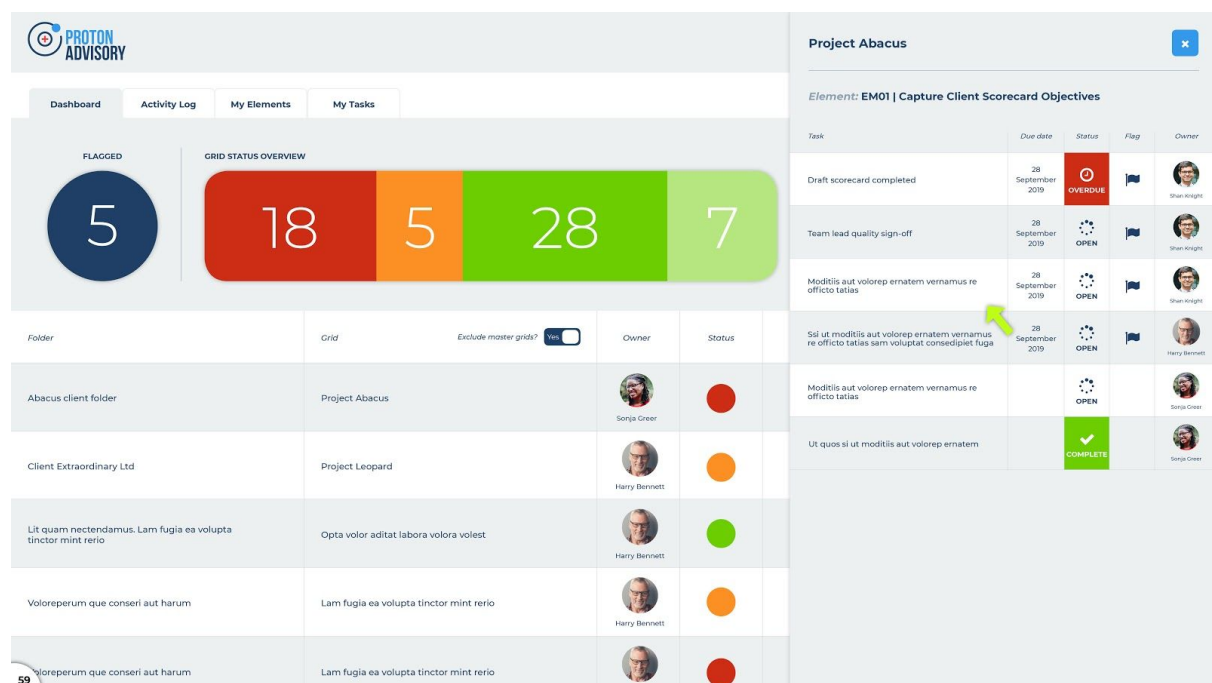 PROTON
ADVISORY
Dashboard
Activity Log
My Elements
My Tasks
FLAGGED
5
GRID STATUS OVERVIEW
18
5
28
7
Folder
Grid
Exclude master grids?
Yes
Owner
Status
Abacus client folder
Project Abacus
Sonja Greer
Client Extraordinary Ltd
Project Leopard
Harry Bennett
Lit quam nectendamus. Lam fugia ea volupta
tinctor mint rerio
Opta volor aditat labora volora volest
Harry Bennett
Voloreperum que conseri aut harum
Lam fugia ea volupta tinctor mint rerio
Harry Bennett
oloreperum que conseri aut harum
Lam fugia ea volupta tinctor mint rerio
59
Project Abacus
Element: EM01 | Capture Client Scorecard Objectives
Task
Due date
Status
Flag
Owner
Draft scorecard completed
28
September
2019
OVERDUE
Shan Knight
Team lead quality sign-off
28
September
2019
OPEN
Shan Knight
Moditiis aut volorep ernatem vernamus re
officto tatias
28
September
2019
OPEN
Shan Knight
Ssi ut moditiis aut volorep ernatem vernamus
re officto tatias sam voluptat consedipiet fuga
28
September
2019
OPEN
Harry Bennett
Moditiis aut volorep ernatem vernamus re
officto tatias
OPEN
Sonja Greer
Ut quos si ut moditiis aut volorep ernatem
COMPLETE
Sonja Greer